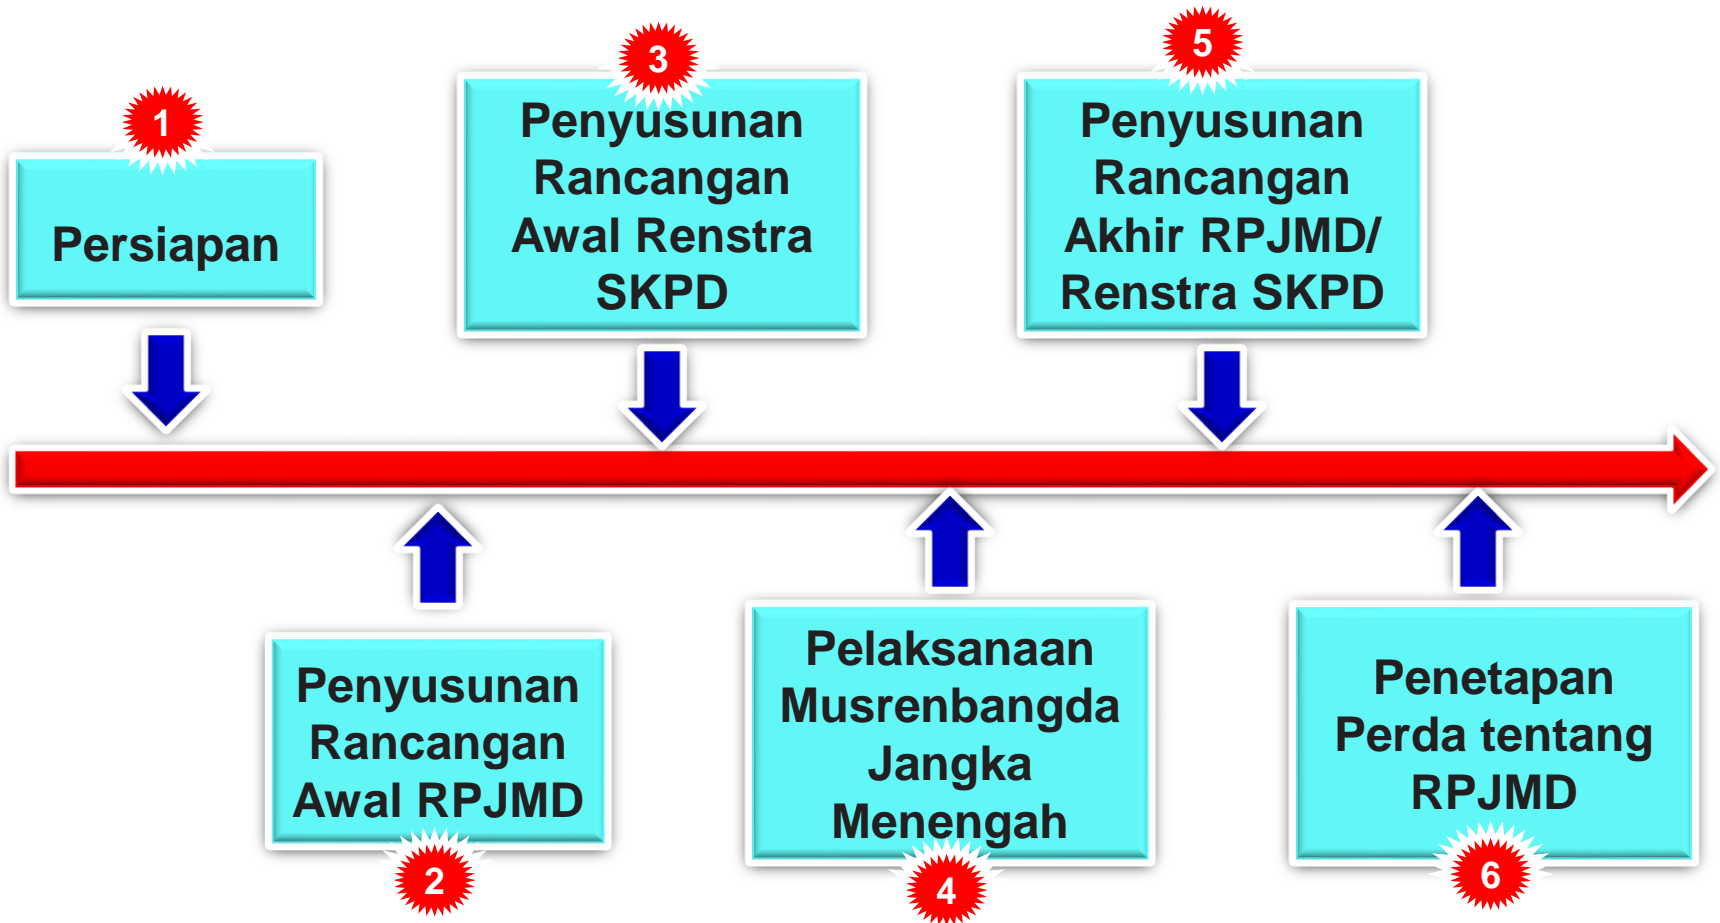 1
Persiapan
2
Penyusunan
Rancangan
Awal RPJMD
3
Penyusunan
Rancangan
Awal Renstra
SKPD
4
Pelaksanaan
Musrenbangda
Jangka
Menengah
5
Penyusunan
Rancangan
Akhir RPJMD/
Renstra SKPD
6
Penetapan
Perda tentang
RPJMD